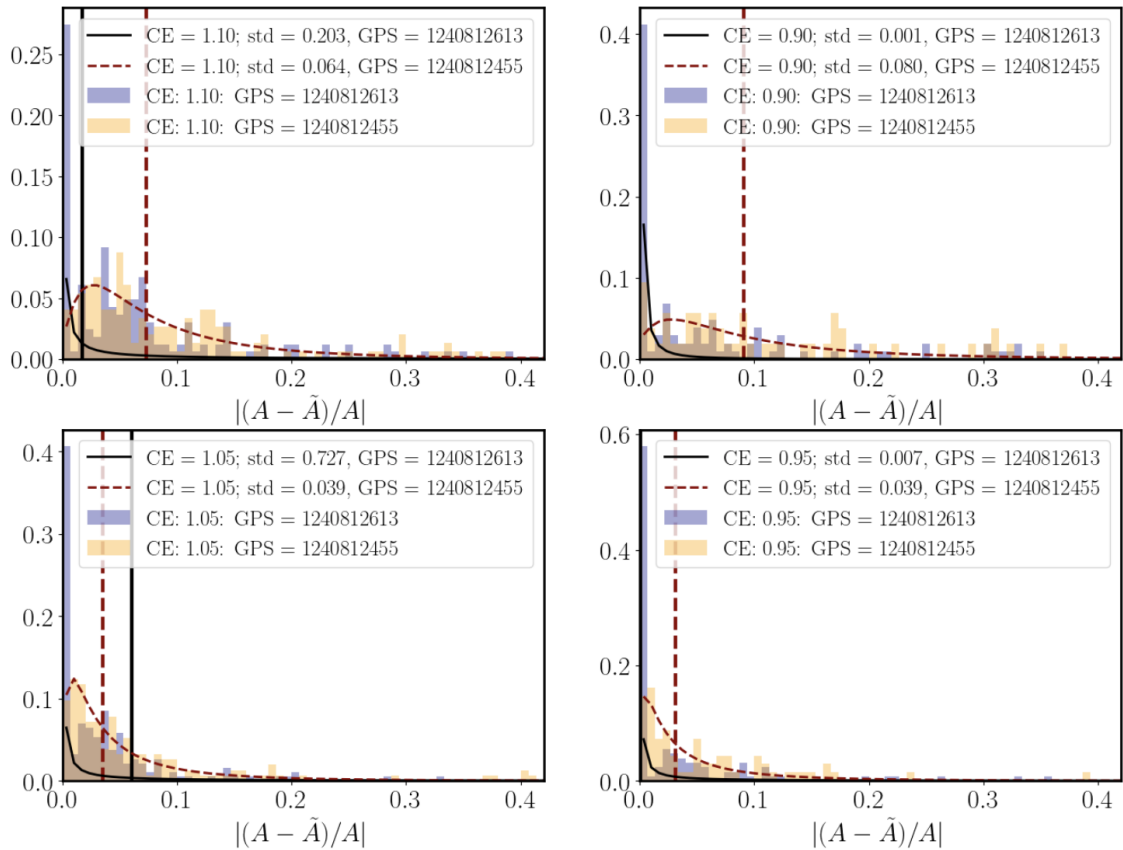 0.25
0.20
0.15
0.10
0.05
0.00
CE = 1.10; std = 0.203, GPS = 1240812613
CE = 1.10; std = 0.064, GPS = 1240812455
CE: 1.10: GPS = 1240812613
CE: 1.10: GPS = 1240812455
0.0 0.1 0.2 0.3 0.4
|(A − Ã)/A|
0.4
0.3
0.2
0.1
0.0
CE = 0.90; std = 0.001, GPS = 1240812613
CE = 0.90; std = 0.080, GPS = 1240812455
CE: 0.90: GPS = 1240812613
CE: 0.90: GPS = 1240812455
0.0 0.1 0.2 0.3 0.4
|(A − Ã)/A|
0.4
0.3
0.2
0.1
0.0
CE = 1.05; std = 0.727, GPS = 1240812613
CE = 1.05; std = 0.039, GPS = 1240812455
CE: 1.05: GPS = 1240812613
CE: 1.05: GPS = 1240812455
0.0 0.1 0.2 0.3 0.4
|(A − Ã)/A|
0.6
0.4
0.2
0.0
CE = 0.95; std = 0.007, GPS = 1240812613
CE = 0.95; std = 0.039, GPS = 1240812455
CE: 0.95: GPS = 1240812613
CE: 0.95: GPS = 1240812455
0.0 0.1 0.2 0.3 0.4
|(A − Ã)/A|